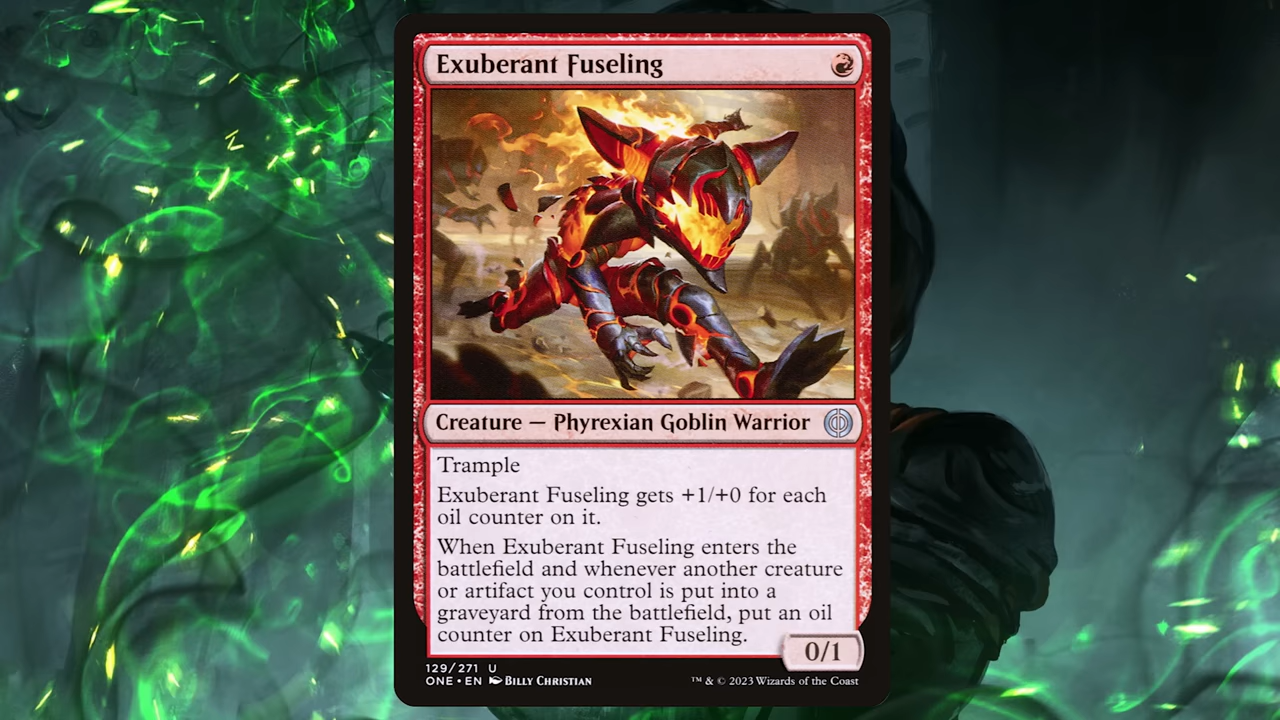 Exuberant Fuseling
Creature — Phyrexian Goblin Warrior
Trample
Exuberant Fuseling gets +1/+0 for each
oil counter on it.
When Exuberant Fuseling enters the
battlefield and whenever another creature
or artifact you control is put into a
graveyard from the battlefield, put an oil
counter on Exuberant Fuseling.
0/1
129/271 U
ONE • EN Billy Christian
™ & © 2023 Wizards of the Coast